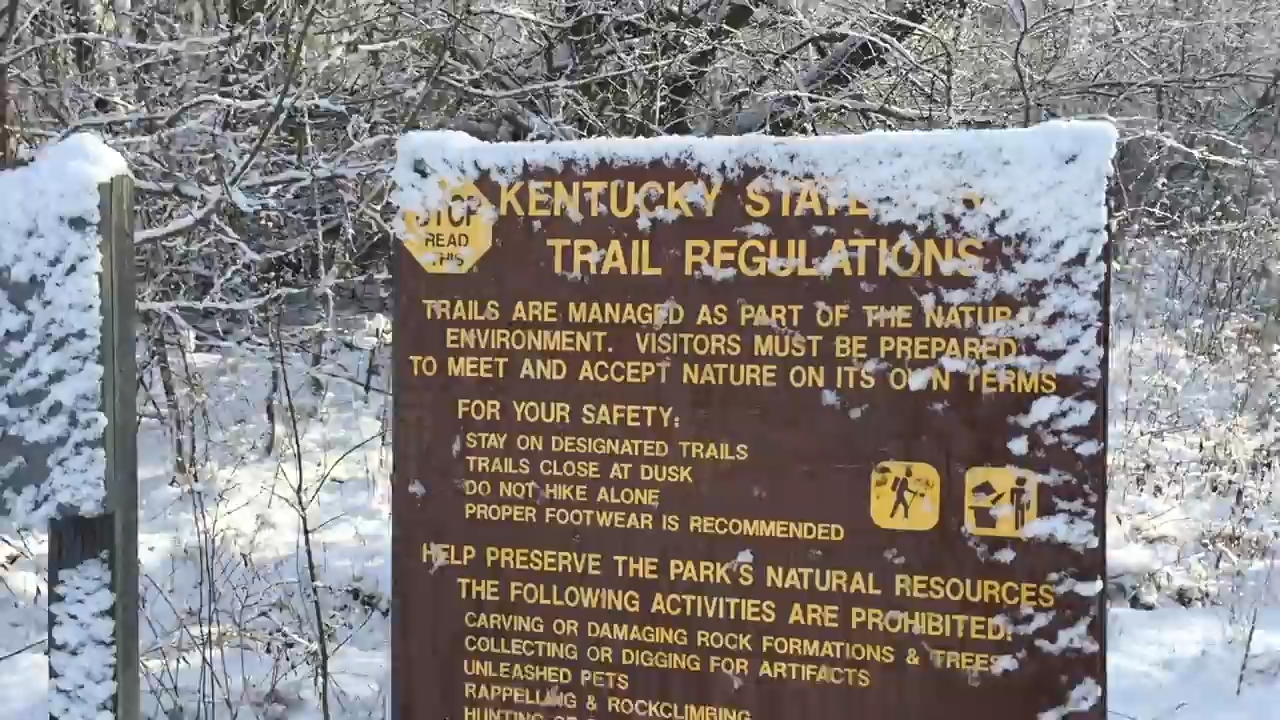 STOP
READ
THIS
KENTUCKY STATE
TRAIL REGULATIONS
TRAILS ARE MANAGED AS PART OF THE NATUR
ENVIRONMENT. VISITORS MUST BE PREPARED
TO MEET AND ACCEPT NATURE ON ITS OWN TERMS
FOR YOUR SAFETY:
STAY ON DESIGNATED TRAILS
TRAILS CLOSE AT DUSK
DO NOT HIKE ALONE
PROPER FOOTWEAR IS RECOMMENDED
HELP PRESERVE THE PARK'S NATURAL RESOURCES
THE FOLLOWING ACTIVITIES ARE PROHIBITED:
CARVING OR DAMAGING ROCK FORMATIONS & TREES
COLLECTING OR DIGGING FOR ARTIFACTS
UNLEASHED PETS
RAPPELLING & ROCKCLIMBING
HUNTING OR